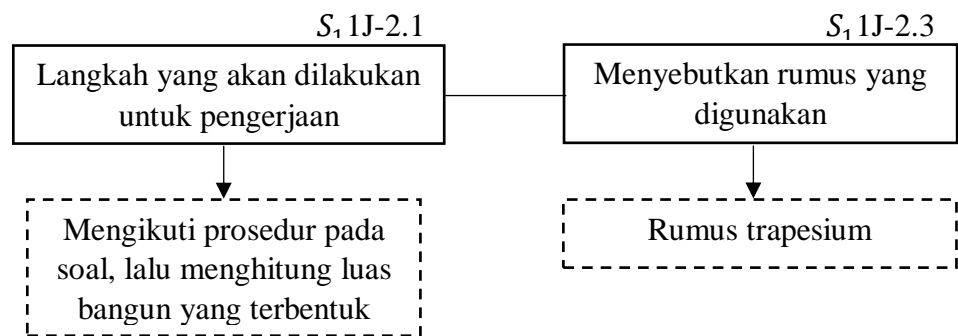 S₁1J-2.1
Langkah yang akan dilakukan
untuk pengerjaan
Mengikuti prosedur pada
soal, lalu menghitung luas
bangun yang terbentuk
S₁1J-2.3
Menyebutkan rumus yang
digunakan
Rumus trapesium